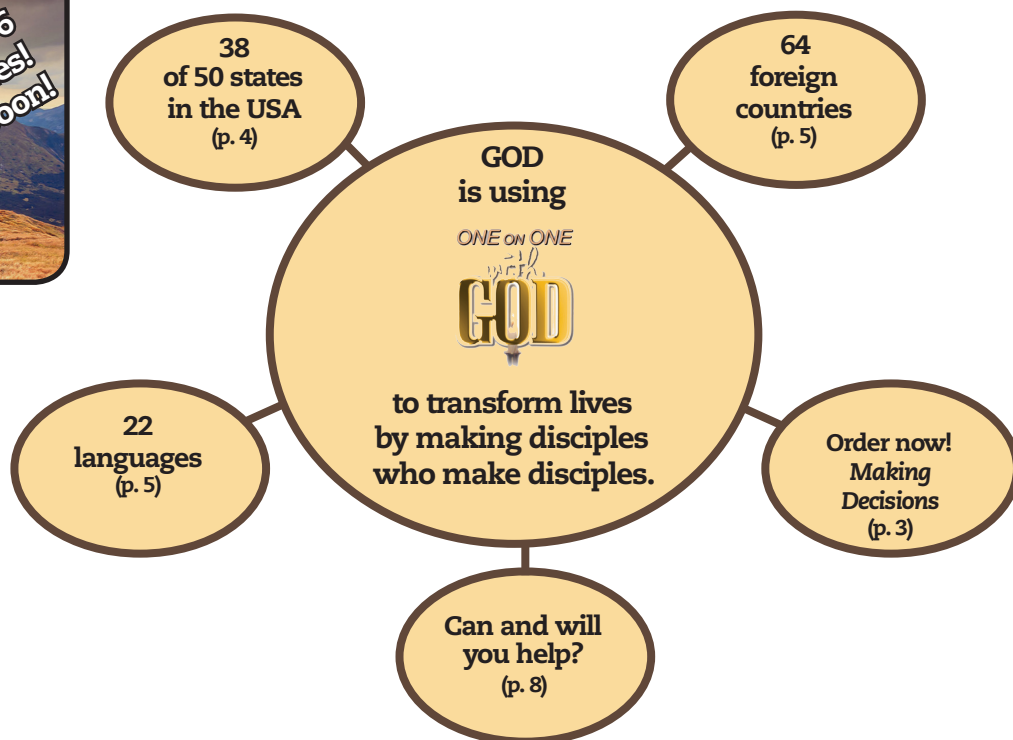 38
of 50 states
in the USA
(p. 4)
64
foreign
countries
(p. 5)
GOD
is using
ONE ON ONE
with
GOD
to transform lives
by making disciples
who make disciples.
22
languages
(p. 5)
Order now!
Making
Decisions
(p. 3)
Can and will
you help?
(p. 8)